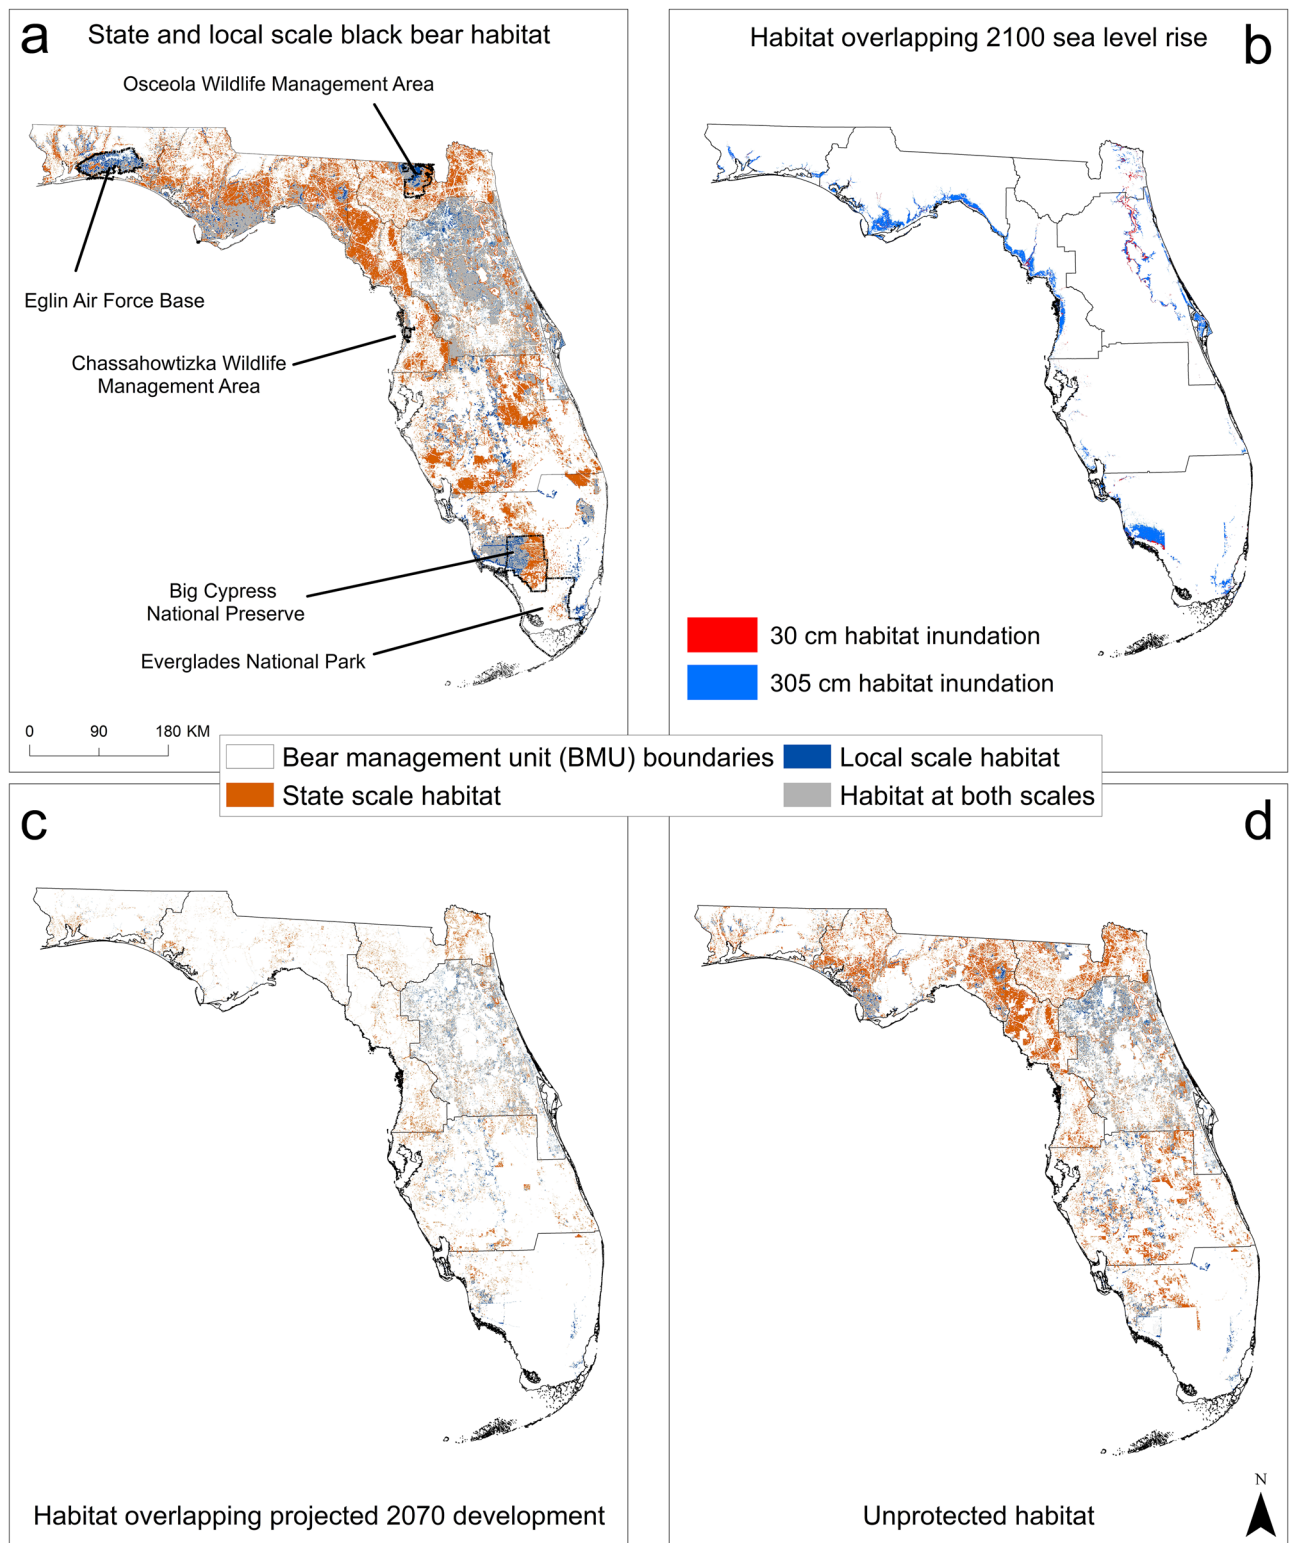 a
State and local scale black bear habitat
Osceola Wildlife Management Area
Eglin Air Force Base
Chassahowtizka Wildlife
Management Area
Big Cypress
National Preserve
Everglades National Park
0 90 180 KM
Habitat overlapping 2100 sea level rise
b
30 cm habitat inundation
305 cm habitat inundation
Bear management unit (BMU) boundaries
Local scale habitat
State scale habitat
Habitat at both scales
c
Habitat overlapping projected 2070 development
d
Unprotected habitat
N